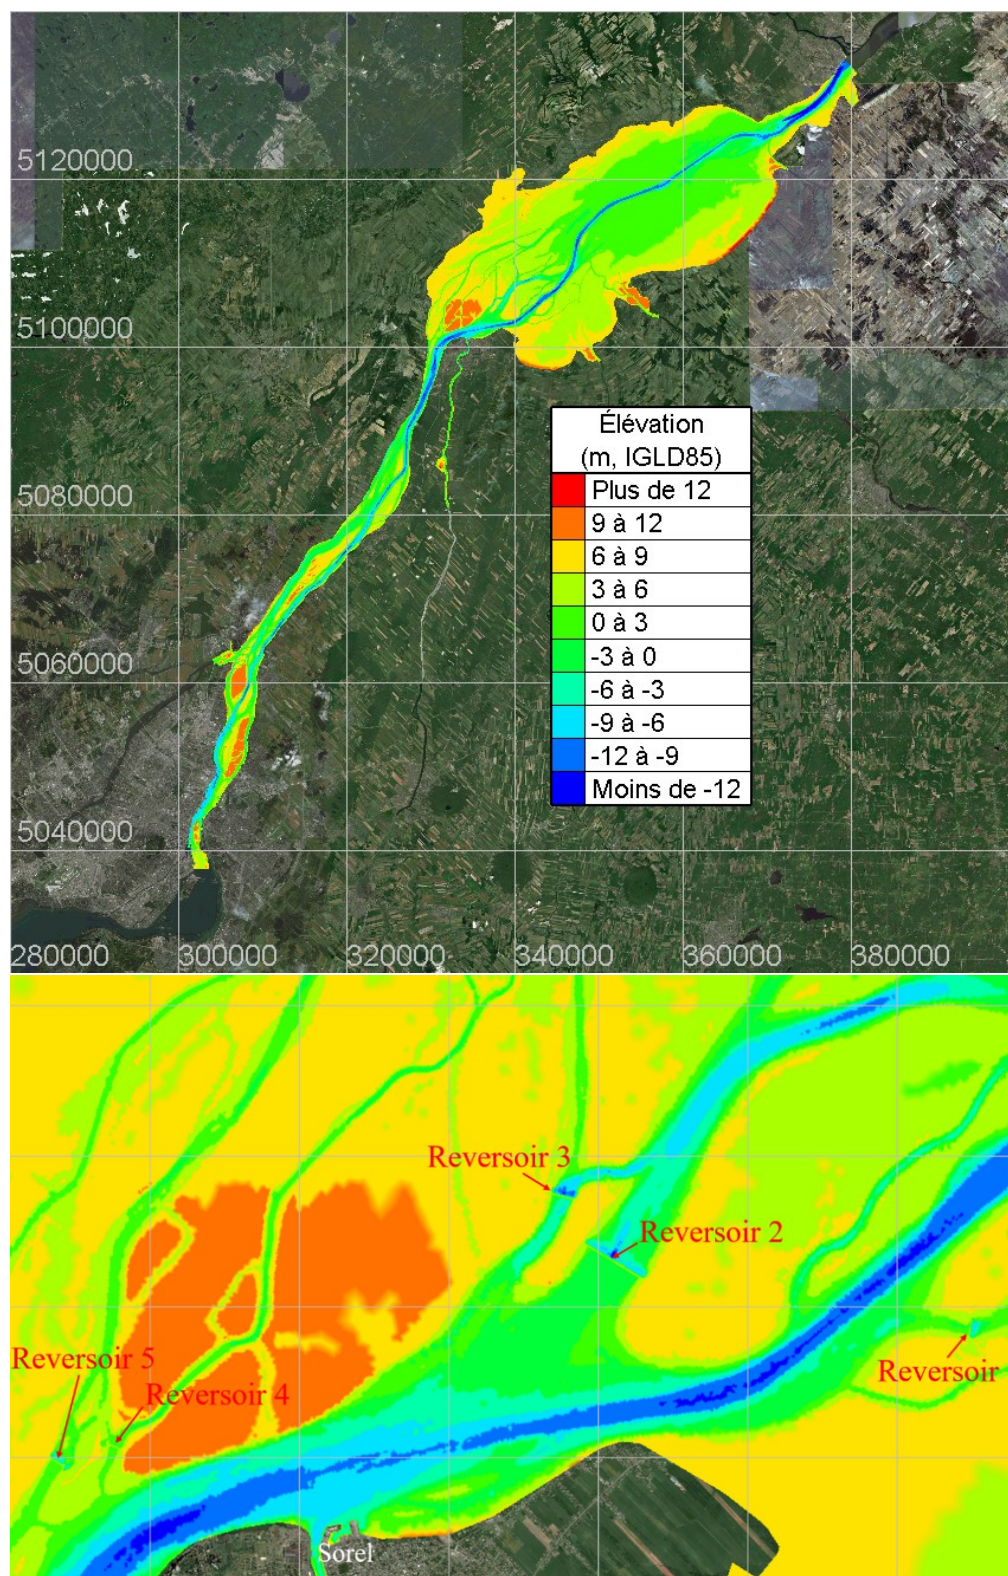 5120000
5100000
Élévation
(m, IGLD85)
Plus de 12
9 à 12
6 à 9
3 à 6
0 à 3
-3 à 0
-6 à -3
-9 à -6
-12 à -9
Moins de -12
5080000
5060000
5040000
280000 300000 320000 340000 360000 380000
Reversoir 3
Reversoir 2
Reversoir 5
Reversoir 4
Reversoir
Sorel